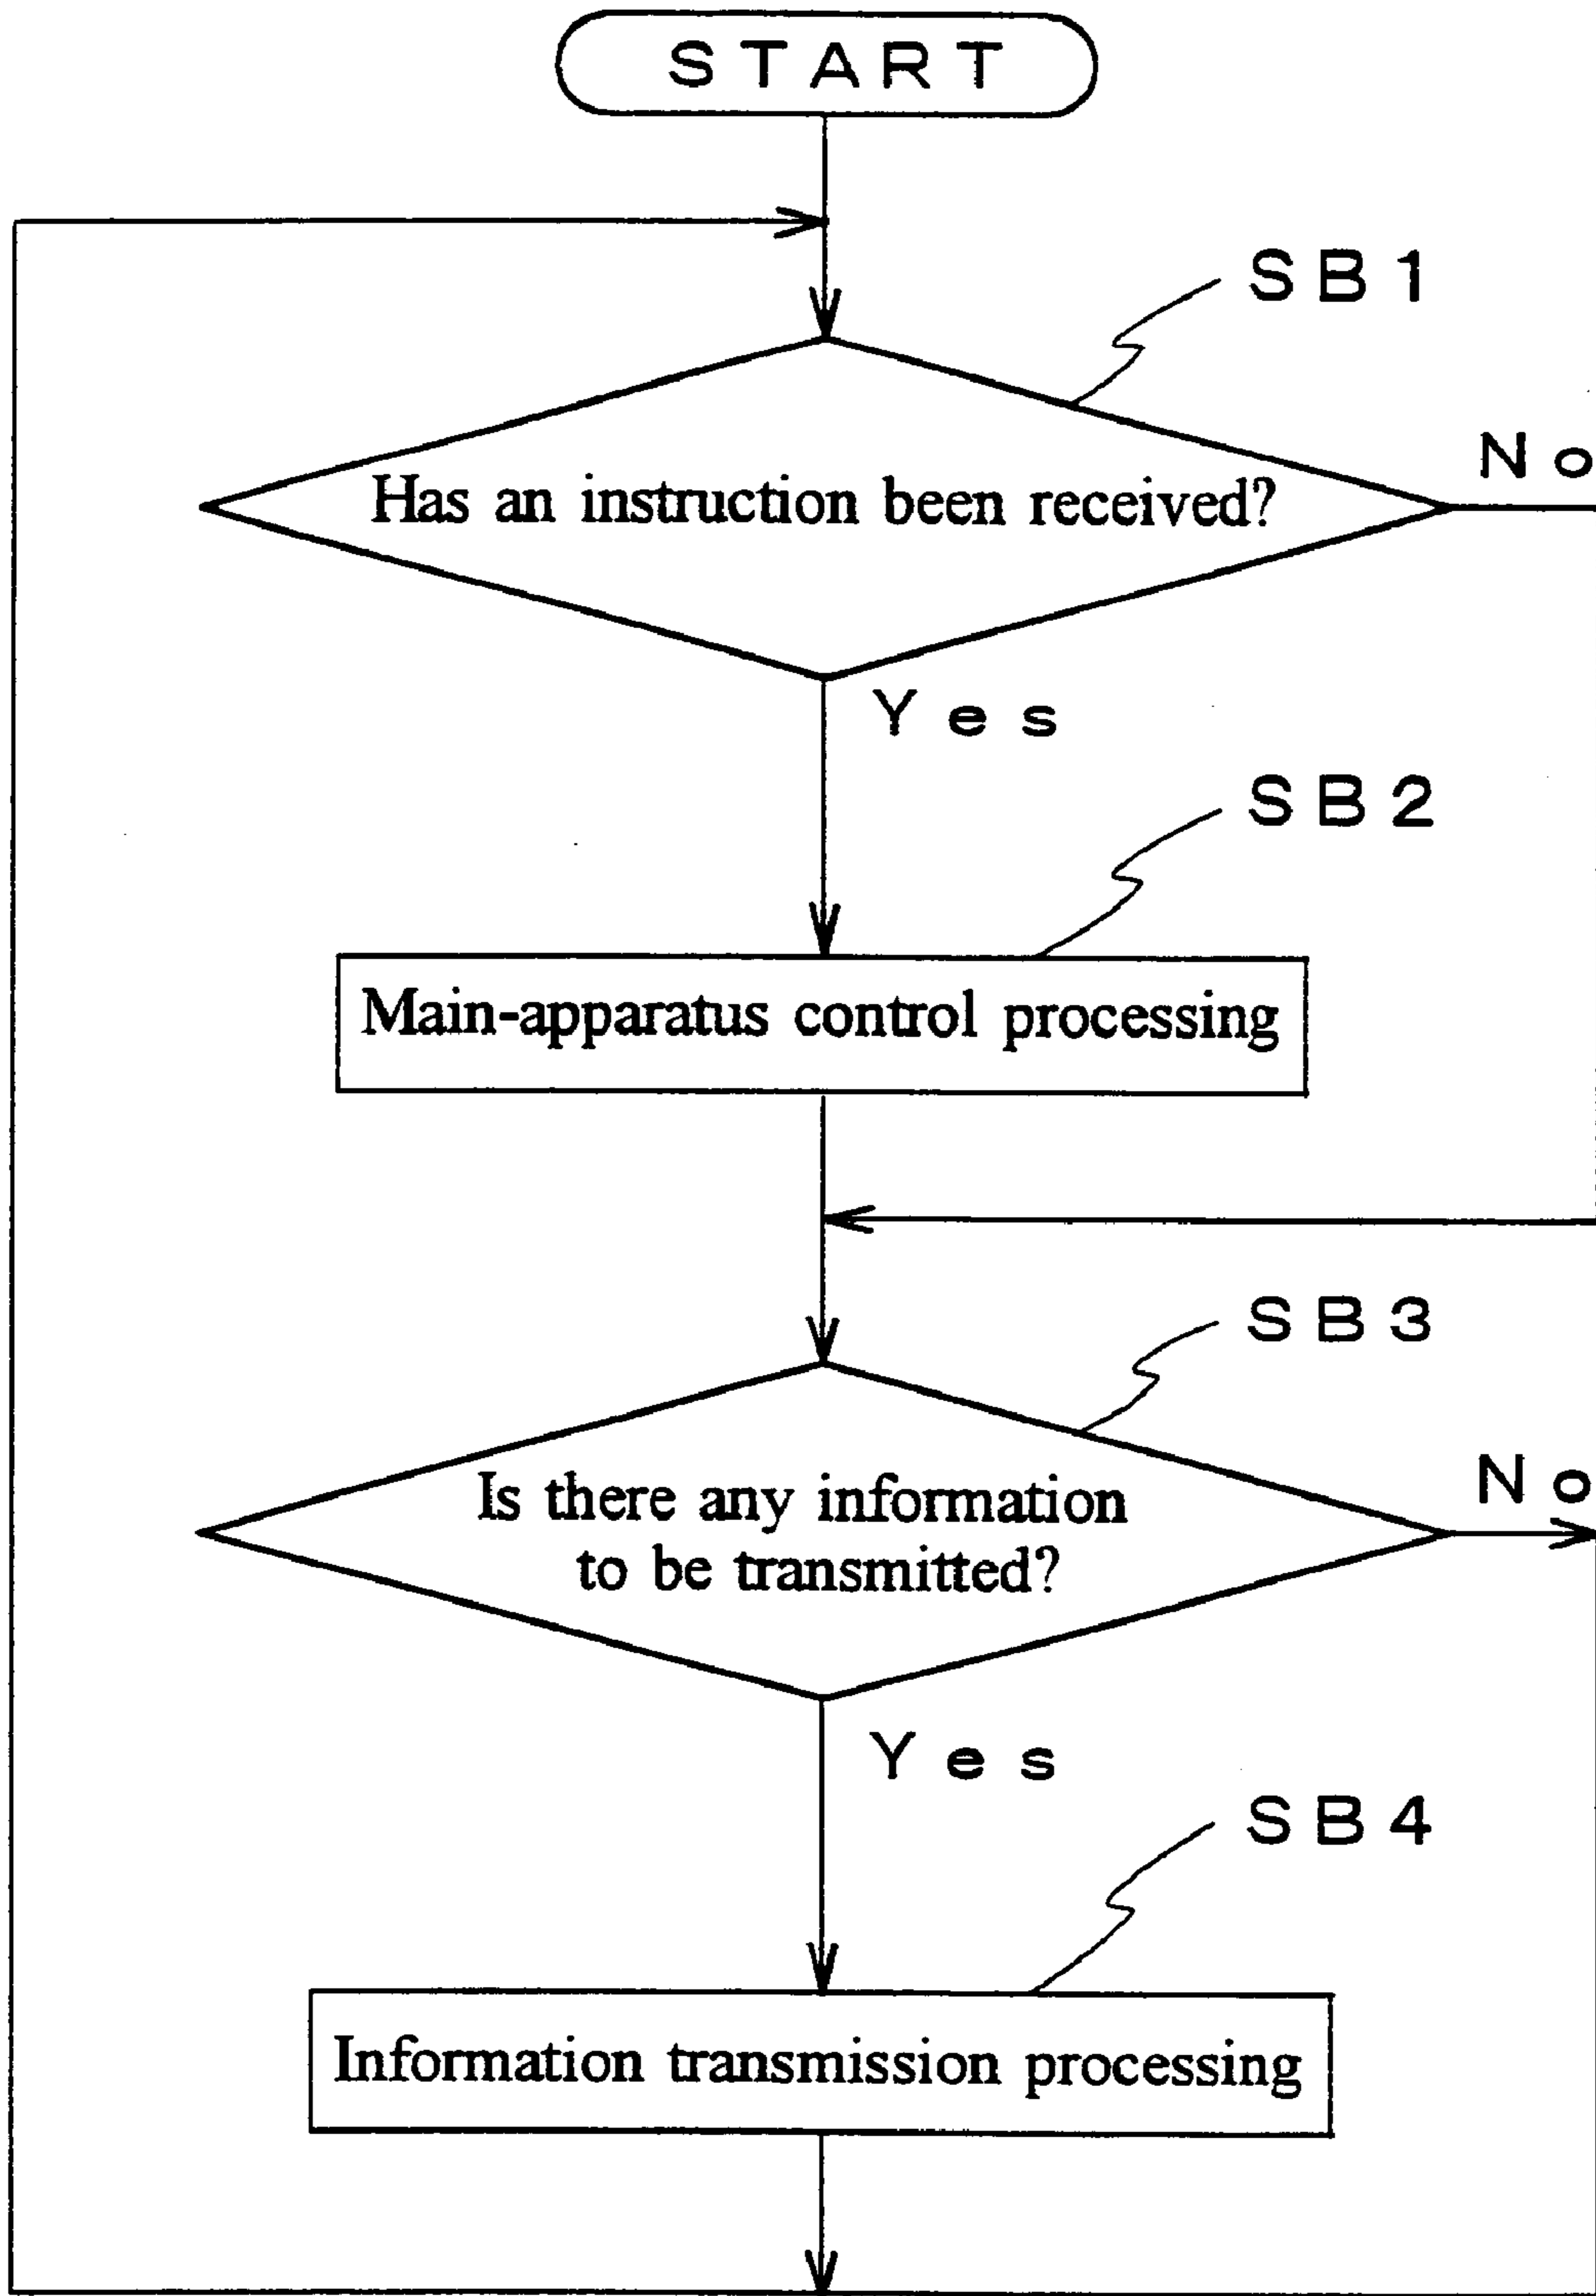 START
SB1
Has an instruction been received?
No
Yes
SB2
Main-apparatus control processing
SB3
Is there any information
to be transmitted?
No
Yes
SB4
Information transmission processing